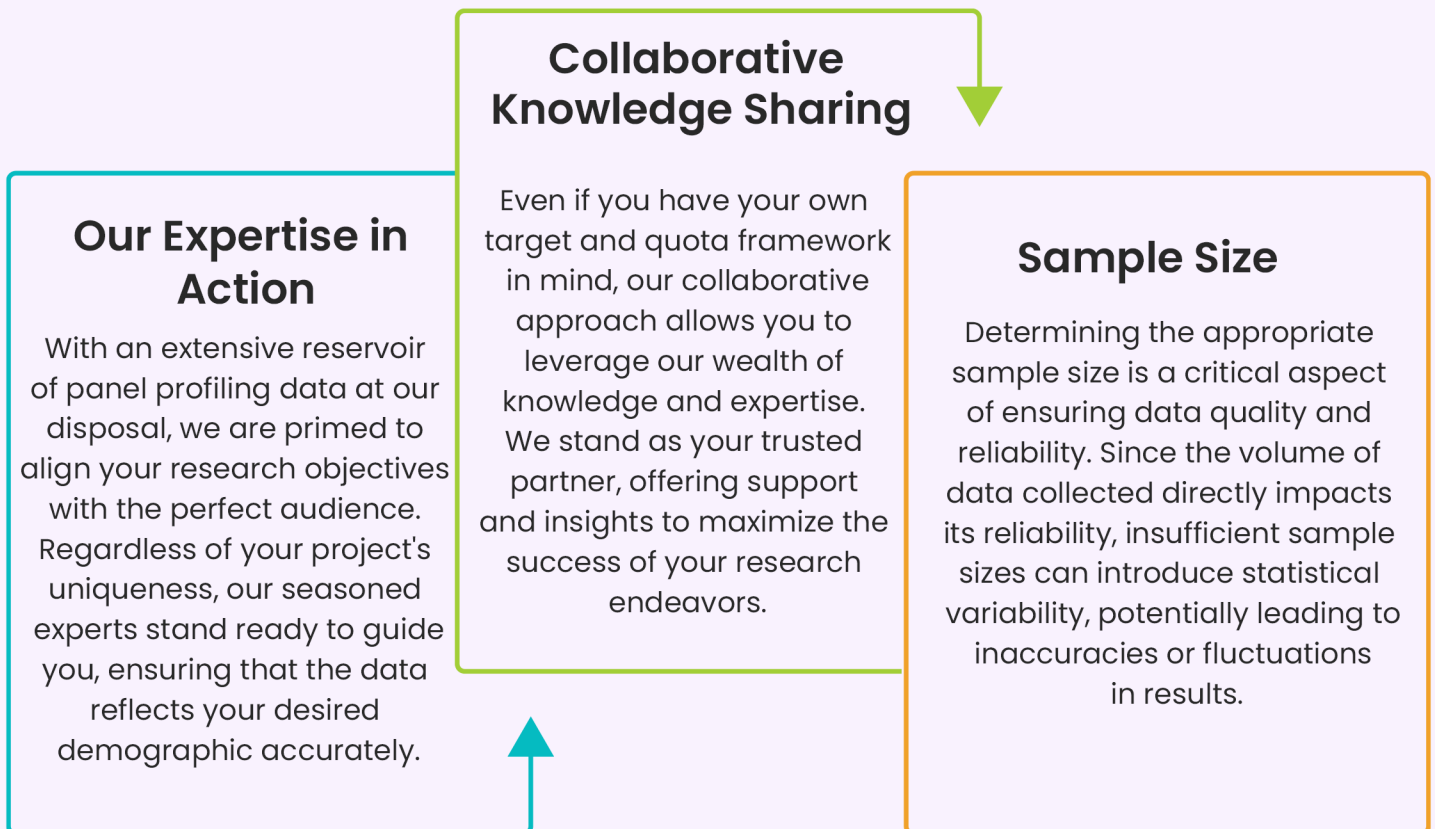 Our Expertise in
Action
With an extensive reservoir
of panel profiling data at our
disposal, we are primed to
align your research objectives
with the perfect audience.
Regardless of your project's
uniqueness, our seasoned
experts stand ready to guide
you, ensuring that the data
reflects your desired
demographic accurately.
Collaborative
Knowledge Sharing
Even if you have your own
target and quota framework
in mind, our collaborative
approach allows you to
leverage our wealth of
knowledge and expertise.
We stand as your trusted
partner, offering support
and insights to maximize the
success of your research
endeavors.
Sample Size
Determining the appropriate
sample size is a critical aspect
of ensuring data quality and
reliability. Since the volume of
data collected directly impacts
its reliability, insufficient sample
sizes can introduce statistical
variability, potentially leading to
inaccuracies or fluctuations
in results.